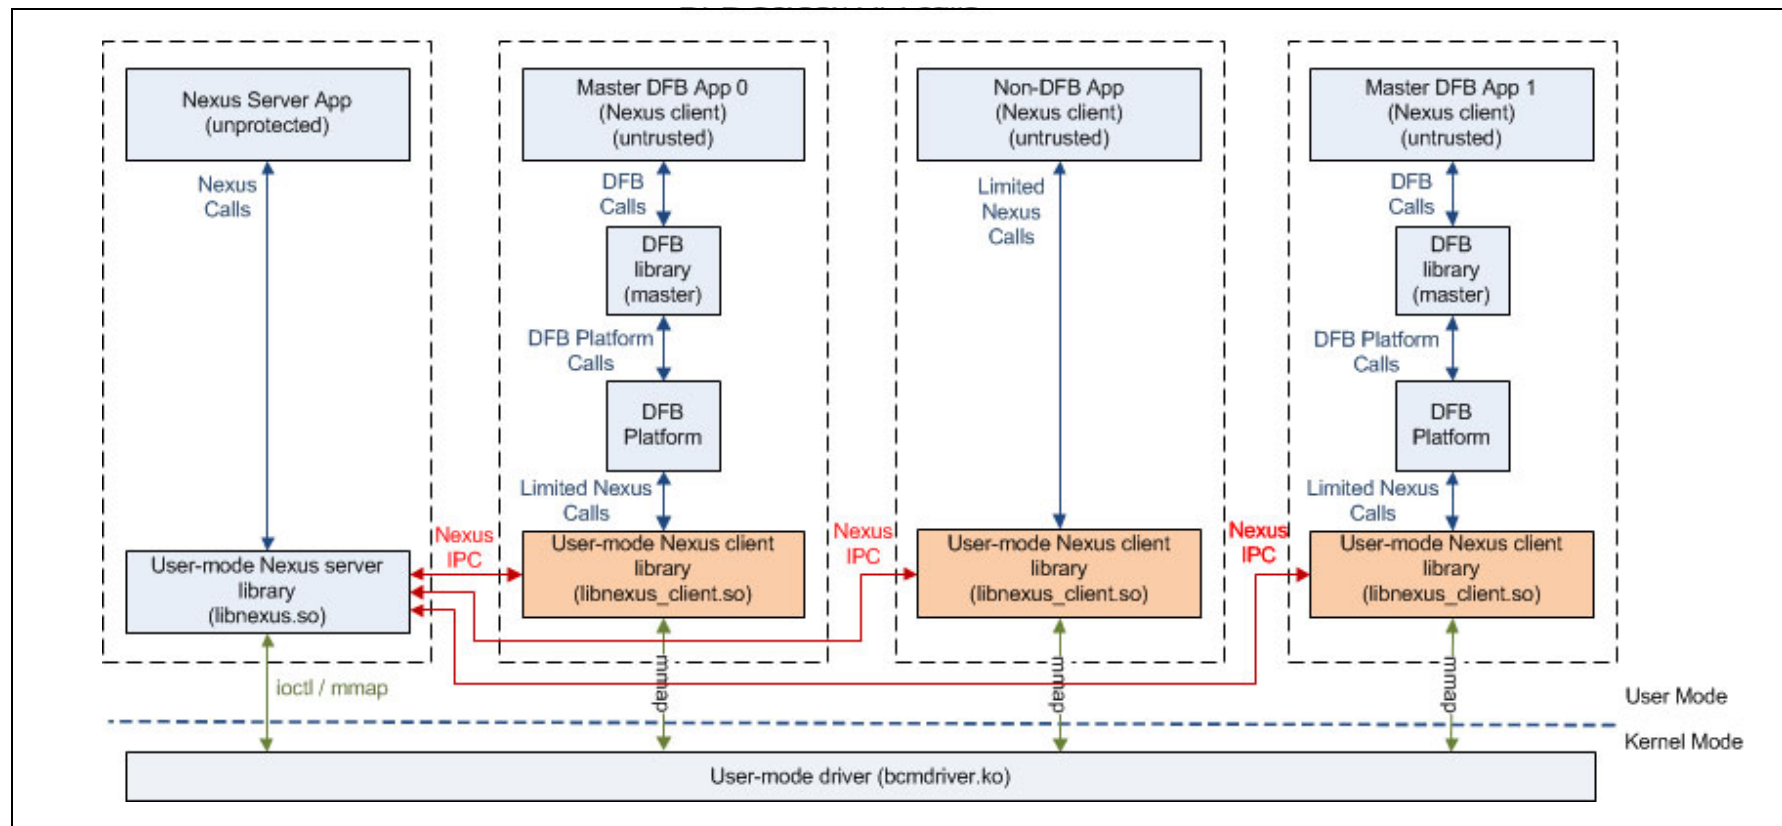 Nexus Server App
(unprotected)
Master DFB App 0
(Nexus client)
(untrusted)
Non-DFB App
(Nexus client)
(untrusted)
Master DFB App 1
(Nexus client)
(untrusted)
Nexus
Calls
DFB
Calls
Limited
Nexus
Calls
DFB
Calls
DFB
library
(master)
DFB
library
(master)
DFB Platform
Calls
DFB Platform
Calls
DFB
Platform
DFB
Platform
Limited Nexus
Calls
Limited Nexus
Calls
Nexus
IPC
Nexus
IPC
Nexus
IPC
User-mode Nexus server
library
(libnexus.so)
User-mode Nexus client
library
(libnexus_client.so)
User-mode Nexus client
library
(libnexus_client.so)
User-mode Nexus client
library
(libnexus_client.so)
ioctl / mmap
mmap
mmap
mmap
User Mode
Kernel Mode
User-mode driver (bcmdriver.ko)